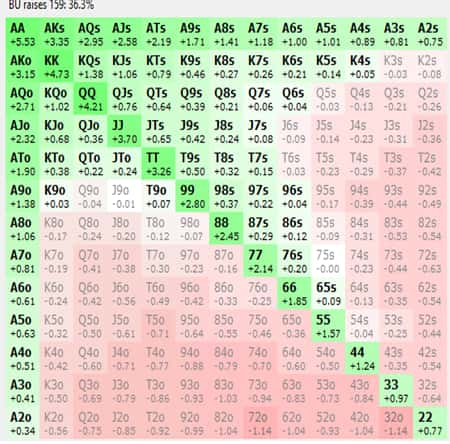 BU raises 159: 36.3%
AA AKs AQs AJs ATs A9s A8s A7s A6s A5s A4s A3s A2s
+5.53 +3.35 +2.95 +2.58 +2.19 +1.71 +1.41 +1.18 +1.00 +1.01 +0.89 +0.81 +0.75
AKo KK KQs KJs KTs K9s K8s K7s K6s K5s K4s K3s K2s
+3.15 +4.73 +1.38 +1.06 +0.79 +0.46 +0.27 +0.26 +0.21 +0.14 +0.05 -0.03 -0.08
AQo KQo QQ QJs QTs Q9s Q8s Q7s Q6s Q5s Q4s Q3s Q2s
+2.71 +1.02 +4.21 +0.76 +0.64 +0.39 +0.21 +0.06 +0.04 -0.03 -0.13 -0.21 -0.26
AJo KJo QJo JJ JTs J9s J8s J7s J6s J5s J4s J3s J2s
+2.32 +0.68 +0.36 +3.70 +0.65 +0.42 +0.24 +0.08 -0.09 -0.14 -0.23 -0.31 -0.36
ATo KTo QTo JTo TT T9s T8s T7s T6s T5s T4s T3s T2s
+1.90 +0.38 +0.22 +0.24 +3.26 +0.50 +0.32 +0.15 -0.03 -0.23 -0.29 -0.37 -0.42
A9o K9o Q9o J9o T9o 99 98s 97s 96s 95s 94s 93s 92s
+1.38 +0.03 -0.04 -0.01 +0.07 +2.80 +0.37 +0.22 +0.04 -0.17 -0.39 -0.44 -0.49
A8o K8o Q8o J8o T8o 98o 88 87s 86s 85s 84s 83s 82s
+1.06 -0.17 -0.24 -0.20 -0.12 -0.07 +2.45 +0.29 +0.12 -0.09 -0.31 -0.53 -0.54
A7o K7o Q7o J7o T7o 97o 87o 77 76s 75s 74s 73s 72s
+0.81 -0.19 -0.41 -0.38 -0.30 -0.23 -0.16 +2.14 +0.20 -0.00 -0.23 -0.44 -0.63
A6o K6o Q6o J6o T6o 96o 86o 76o 66 65s 64s 63s 62s
+0.61 -0.24 -0.42 -0.56 -0.49 -0.42 -0.33 -0.25 +1.85 +0.09 -0.13 -0.35 -0.54
A5o K5o Q5o J5o T5o 95o 85o 75o 65o 55 54s 53s 52s
+0.63 -0.32 -0.50 -0.61 -0.71 -0.64 -0.55 -0.46 -0.36 +1.57 -0.04 -0.25 -0.44
A4o K4o Q4o J4o T4o 94o 84o 74o 64o 54o 44 43s 42s
+0.51 -0.42 -0.60 -0.71 -0.77 -0.88 -0.79 -0.70 -0.60 -0.50 +1.24 -0.35 -0.54
A3o K3o Q3o J3o T3o 93o 83o 73o 63o 53o 43o 33 32s
+0.41 -0.50 -0.69 -0.79 -0.86 -0.93 -1.03 -0.94 -0.83 -0.73 -0.84 +0.97 -0.64
A2o K2o Q2o J2o T2o 92o 82o 72o 62o 52o 42o 32o 22
+0.34 -0.56 -0.75 -0.85 -0.92 -0.99 -1.04 -1.14 -1.04 -0.93 -1.04 -1.14 +0.77